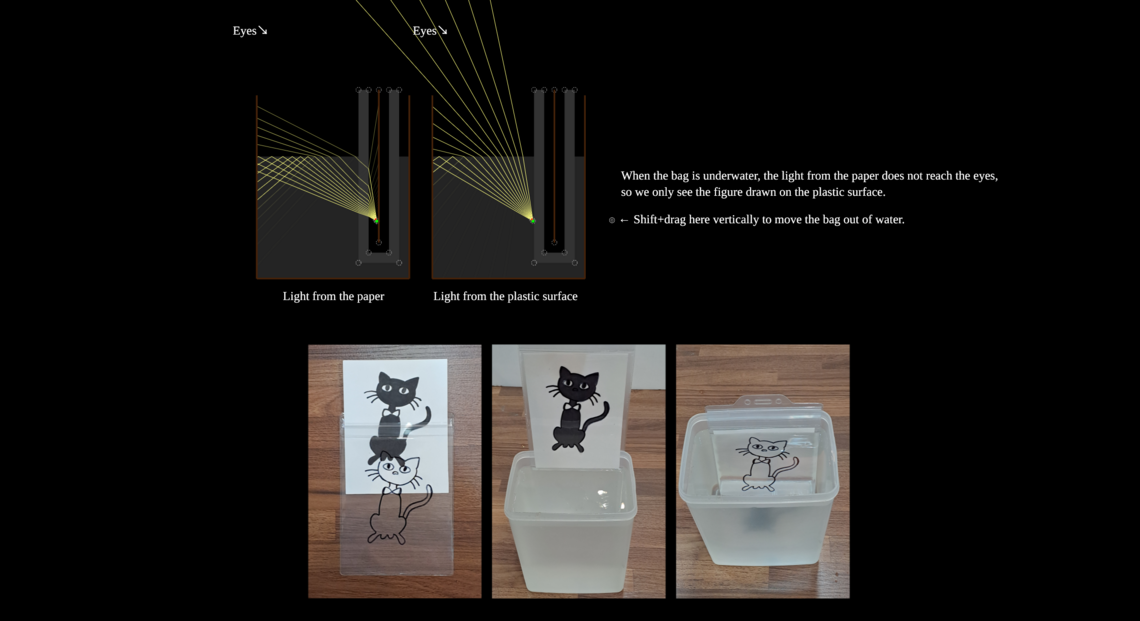 Eyes↘
Eyes↘
When the bag is underwater, the light from the paper does not reach the eyes,
so we only see the figure drawn on the plastic surface.
← Shift+drag here vertically to move the bag out of water.
Light from the paper
Light from the plastic surface